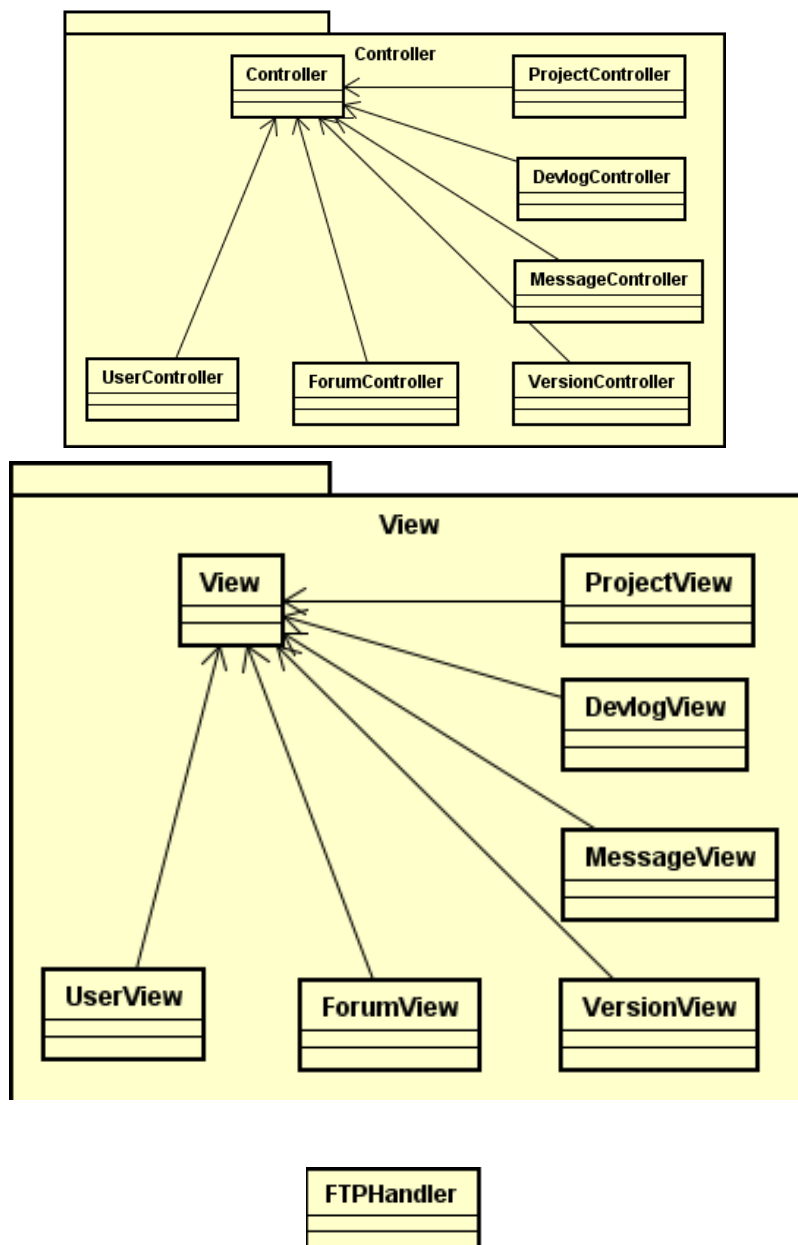 Controller
Controller
ProjectController
DevlogController
MessageController
UserController
ForumController
VersionController
View
View
ProjectView
DevlogView
MessageView
UserView
ForumView
VersionView
FTPHandler